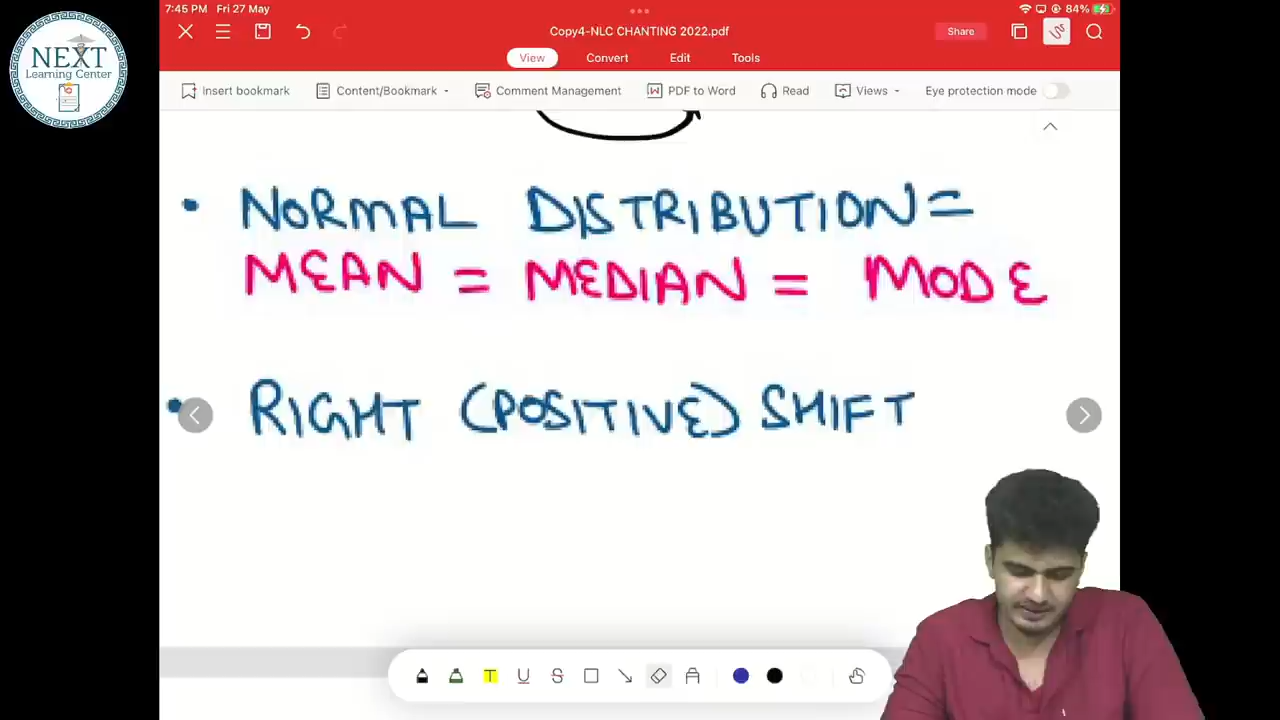 7:45 PM Fri 27 May
84%
NEXT
Learning Center
Copy4-NLC CHANTING 2022.pdf
Share
View Convert Edit Tools
Insert bookmark Content/Bookmark Comment Management PDF to Word Read Views Eye protection mode
• NORMAL DISTRIBUTION =
MEAN = MEDIAN = MODE
• RIGHT (POSITIVE) SHIFT
T U S